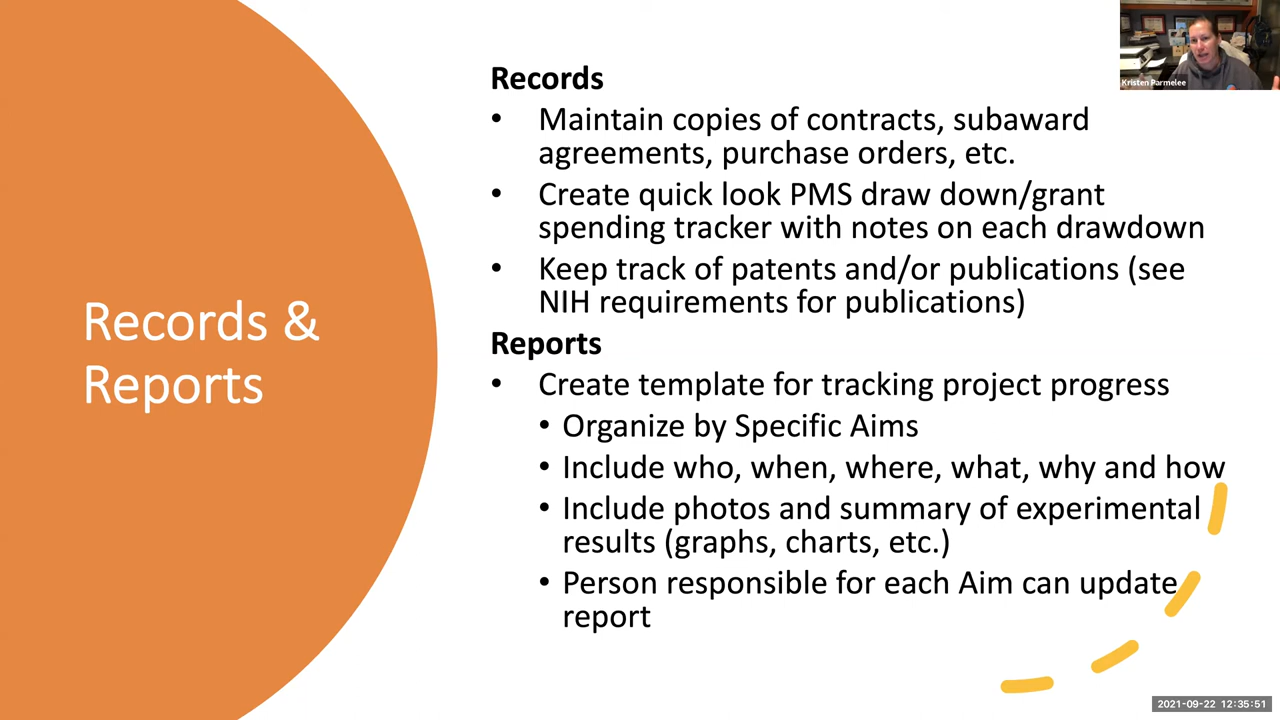 Records &
Reports
Records
• Maintain copies of contracts, subaward
agreements, purchase orders, etc.
• Create quick look PMS draw down/grant
spending tracker with notes on each drawdown
• Keep track of patents and/or publications (see
NIH requirements for publications)
Reports
• Create template for tracking project progress
• Organize by Specific Aims
• Include who, when, where, what, why and how
• Include photos and summary of experimental
results (graphs, charts, etc.)
• Person responsible for each Aim can update
report
Kristen Parmelee
2021-09-22 12:35:51